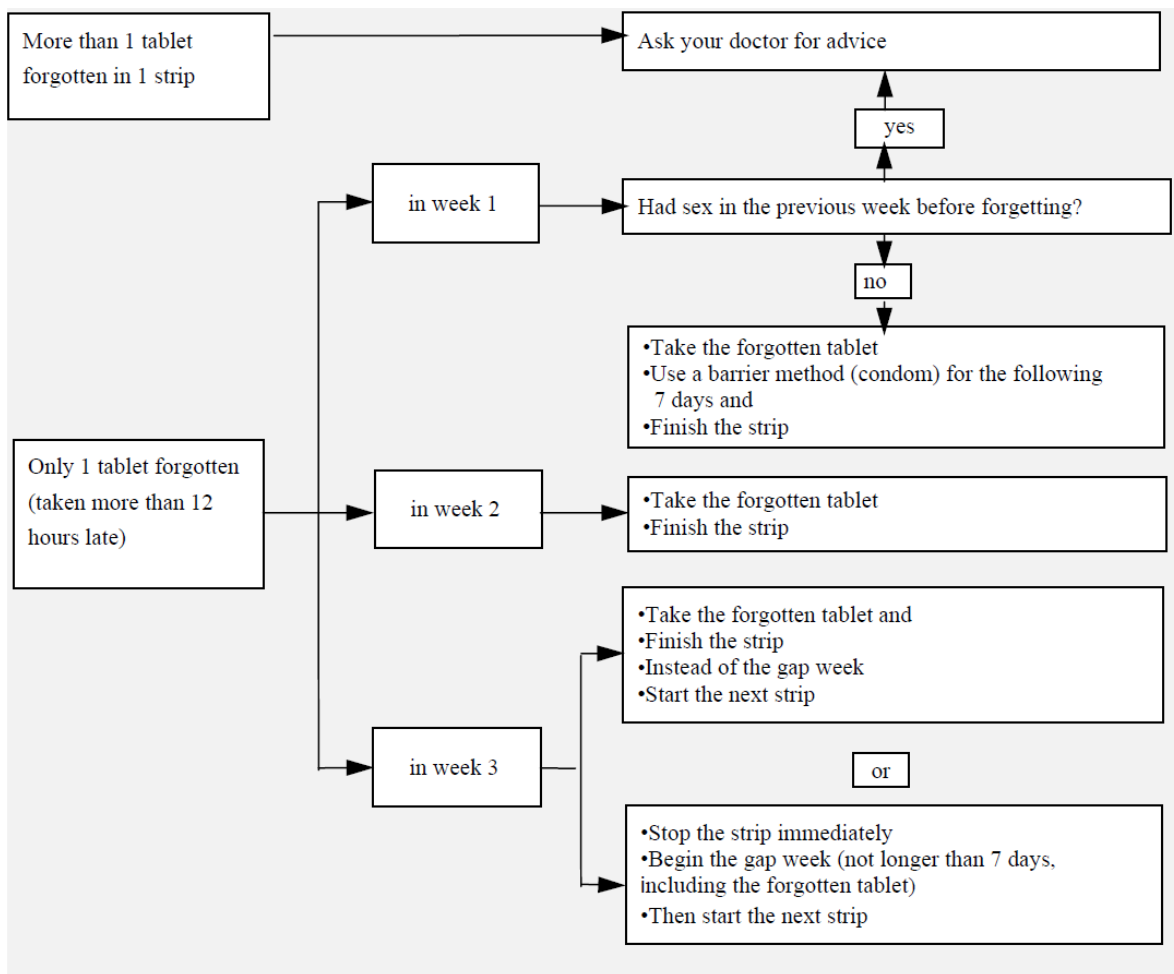 More than 1 tablet
forgotten in 1 strip
Ask your doctor for advice
yes
in week 1
Had sex in the previous week before forgetting?
no
•Take the forgotten tablet
•Use a barrier method (condom) for the following
7 days and
•Finish the strip
Only 1 tablet forgotten
(taken more than 12
hours late)
in week 2
•Take the forgotten tablet
•Finish the strip
•Take the forgotten tablet and
•Finish the strip
•Instead of the gap week
•Start the next strip
in week 3
or
•Stop the strip immediately
•Begin the gap week (not longer than 7 days,
including the forgotten tablet)
•Then start the next strip